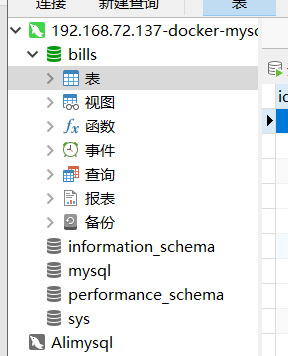 连接 新建查询 表
192.168.72.137-docker-mysq
bills
表
视图
fx 函数
事件
查询
报表
备份
information_schema
mysql
performance_schema
sys
Alimysql